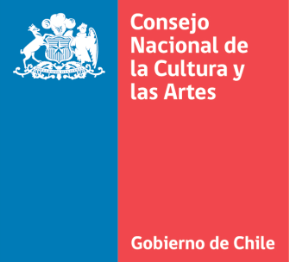 Consejo
Nacional de
la Cultura y
las Artes
Gobierno de Chile